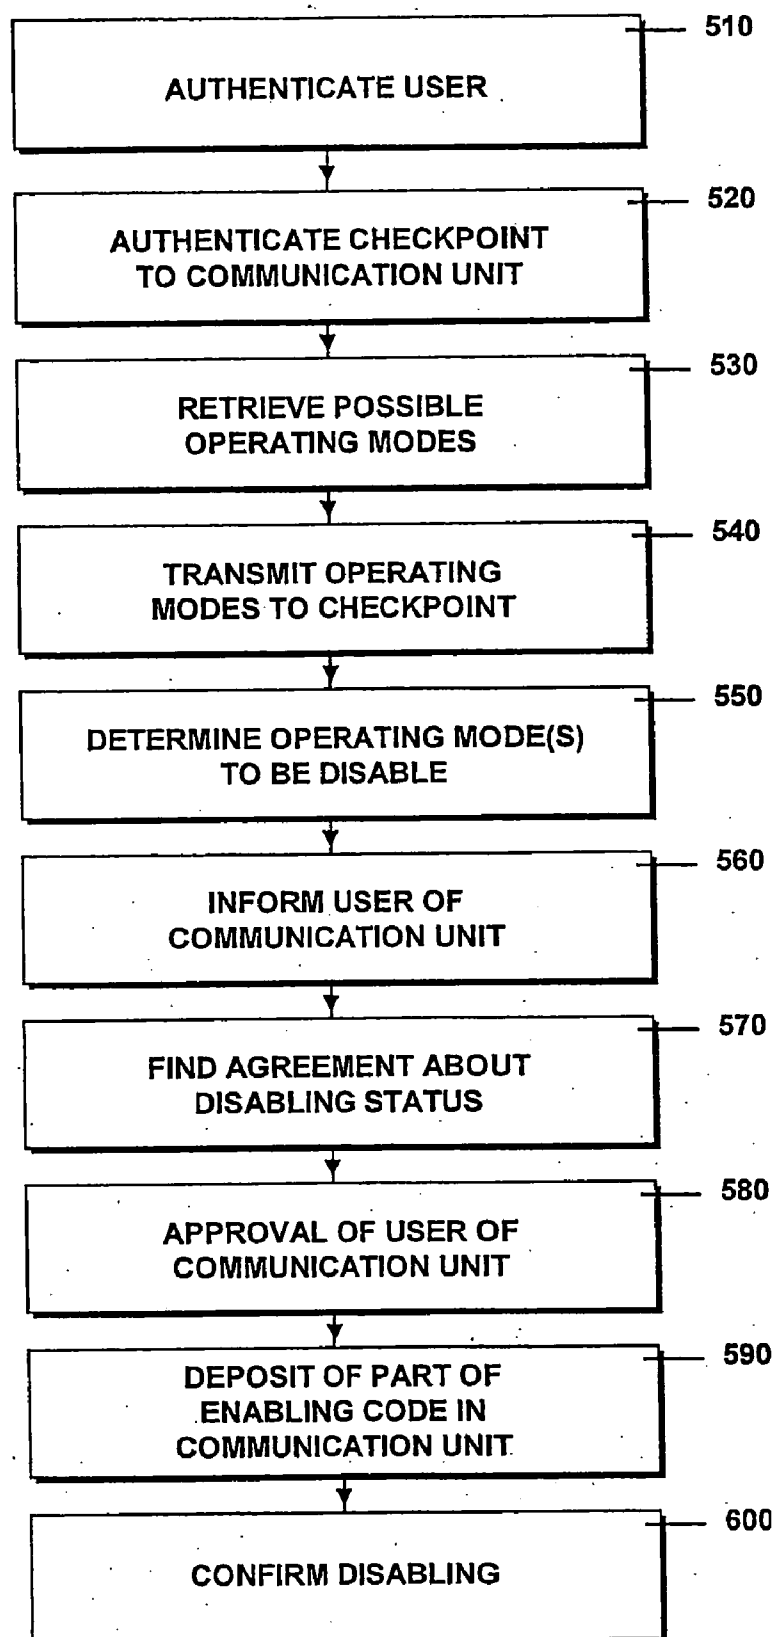 510
AUTHENTICATE USER
520
AUTHENTICATE CHECKPOINT
TO COMMUNICATION UNIT
530
RETRIEVE POSSIBLE
OPERATING MODES
540
TRANSMIT OPERATING
MODES TO CHECKPOINT
550
DETERMINE OPERATING MODE(S)
TO BE DISABLE
560
INFORM USER OF
COMMUNICATION UNIT
570
FIND AGREEMENT ABOUT
DISABLING STATUS
580
APPROVAL OF USER OF
COMMUNICATION UNIT
590
DEPOSIT OF PART OF
ENABLING CODE IN
COMMUNICATION UNIT
600
CONFIRM DISABLING